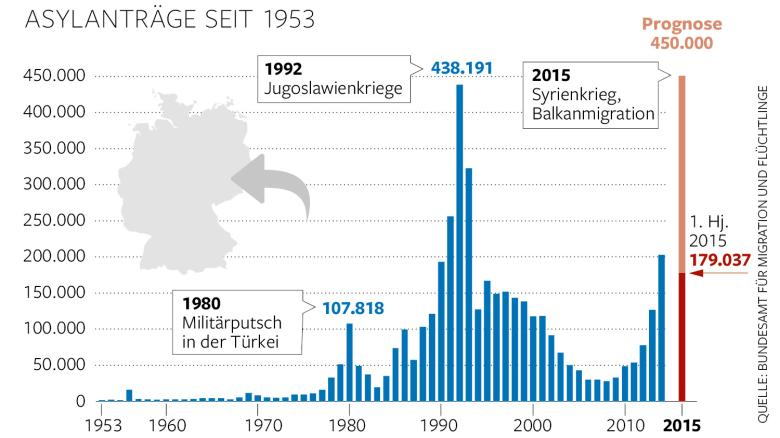 ASYLANTRÄGE SEIT 1953
Prognose
450.000
1992
Jugoslawienkriege
438.191
2015
Syrienkrieg,
Balkanmigration
450.000
400.000
350.000
300.000
250.000
200.000
150.000
100.000
50.000
0
1. Hj.
2015
179.037
1980
Militärputsch
in der Türkei
107.818
1953
1960
1970
1980
1990
2000
2010
2015
QUELLE: BUNDESAMT FÜR MIGRATION UND FLÜCHTLINGE